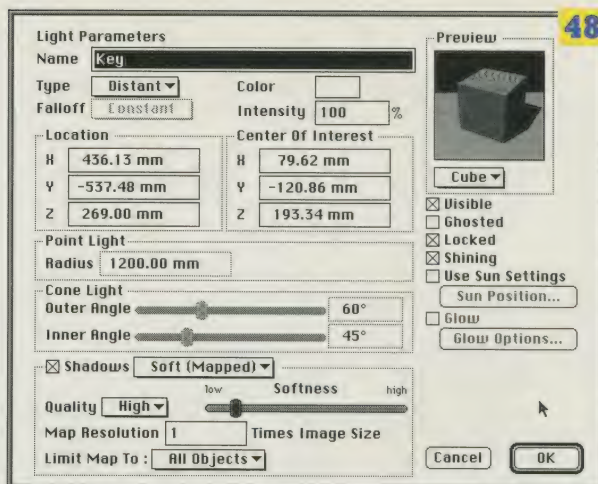 48
Light Parameters
Name Key
Type Distant
Color
Falloff Constant
Intensity 100 %
Location
X 436.13 mm
Y -537.48 mm
Z 269.00 mm
Center Of Interest
X 79.62 mm
Y -120.86 mm
Z 193.34 mm
Point Light
Radius 1200.00 mm
Cone Light
Outer Angle 60°
Inner Angle 45°
Shadows Soft (Mapped)
low Softness high
Quality High
Map Resolution 1 Times Image Size
Limit Map To : All Objects
Preview
Cube
Visible
Ghosted
Locked
Shining
Use Sun Settings
Sun Position...
Glow
Glow Options...
Cancel
OK